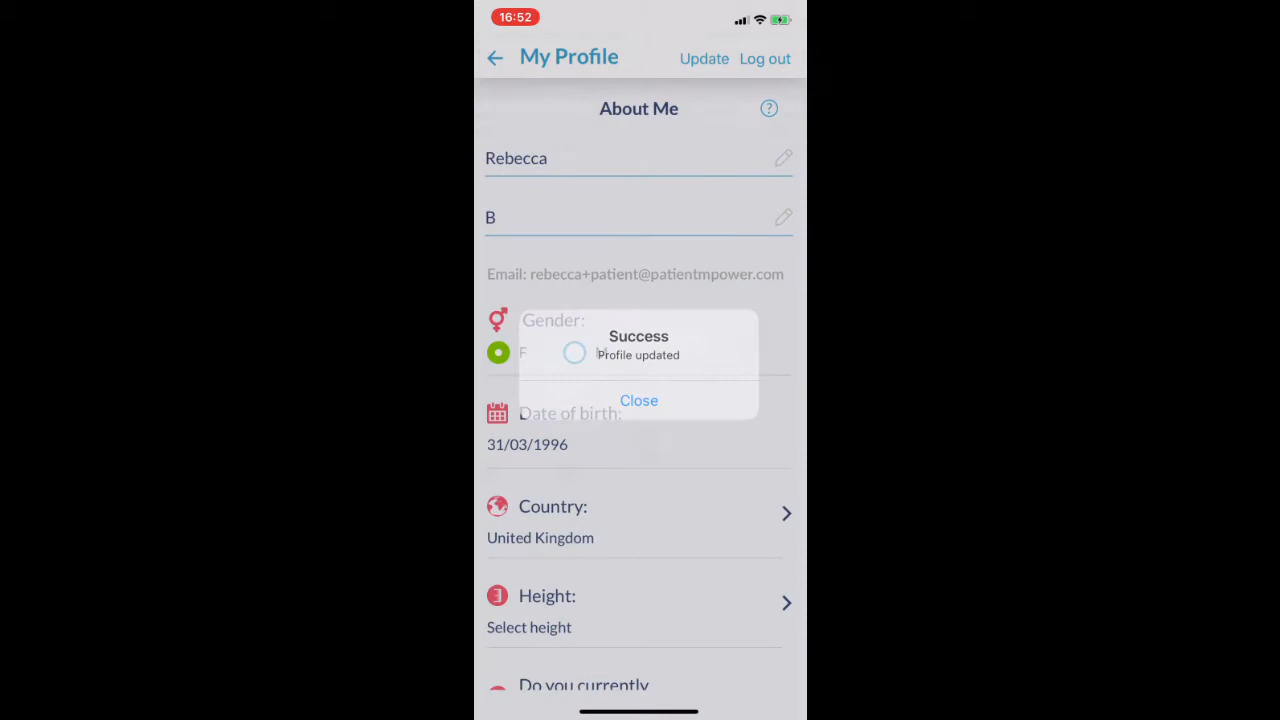 16:52
My Profile
Update
Log out
About Me
?
Rebecca
B
Email: rebecca+patient@patientmpower.com
Gender:
F
M
Success
Profile updated
Close
Date of birth:
31/03/1996
Country:
United Kingdom
Height:
Select height
Do you currently